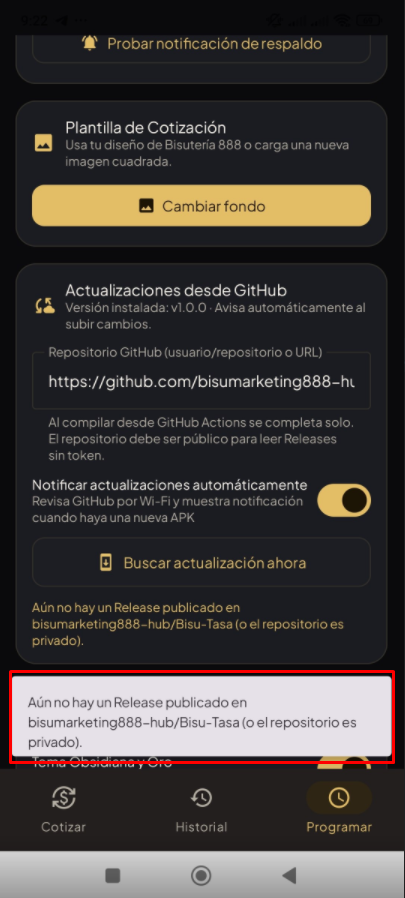 9:22
Probar notificación de respaldo
Plantilla de Cotización
Usa tu diseño de Bisutería 888 o carga una nueva
imagen cuadrada.
Cambiar fondo
Actualizaciones desde GitHub
Versión instalada: v1.0.0 · Avisa automáticamente al
subir cambios.
Repositorio GitHub (usuario/repositorio o URL)
https://github.com/bisumarketing888-hu
Al compilar desde GitHub Actions se completa solo.
El repositorio debe ser público para leer Releases
sin token.
Notificar actualizaciones automáticamente
Revisa GitHub por Wi-Fi y muestra notificación
cuando haya una nueva APK
Buscar actualización ahora
Aún no hay un Release publicado en
bisumarketing888-hub/Bisu-Tasa (o el repositorio es
privado).
Aún no hay un Release publicado en
bisumarketing888-hub/Bisu-Tasa (o el repositorio es
privado).
Tema Obsidiana y Oro
Cotizar
Historial
Programar